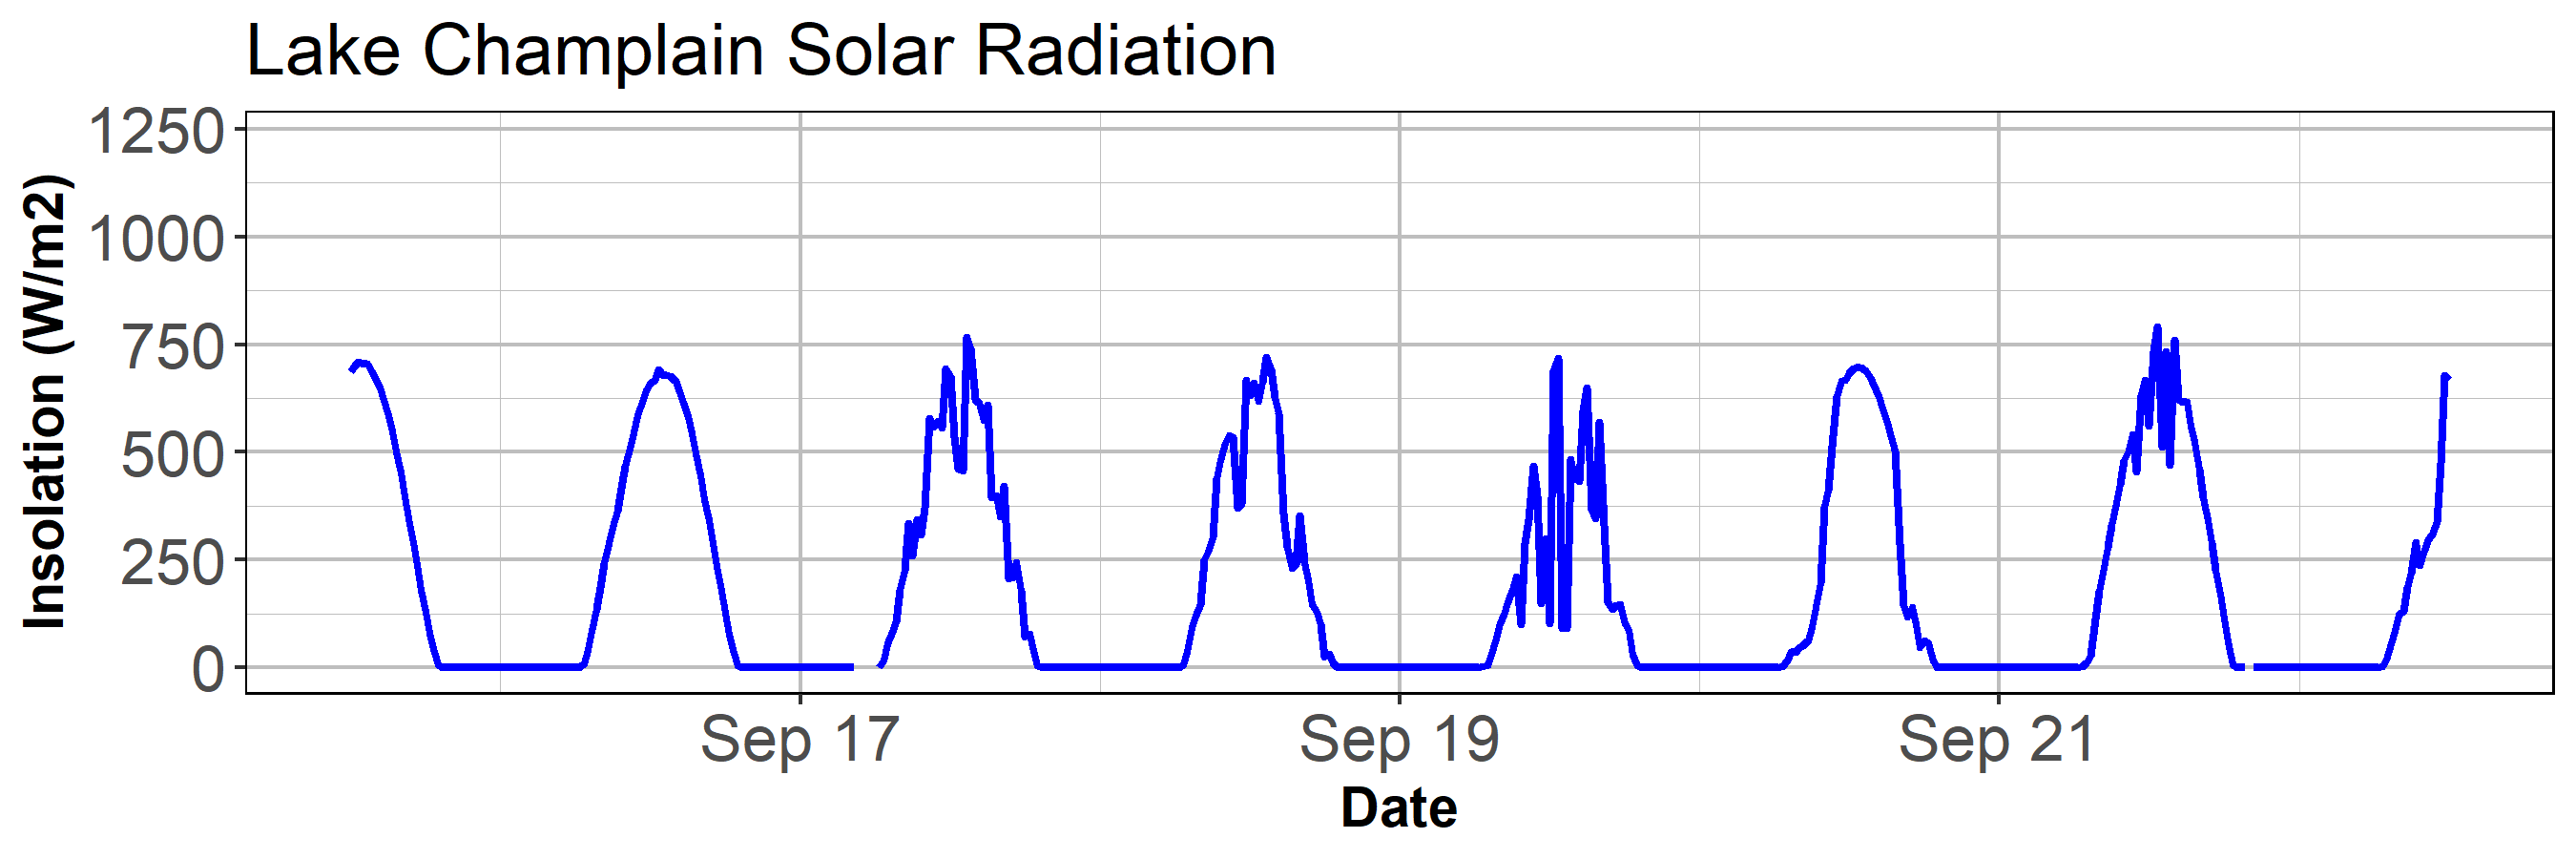 Lake Champlain Solar Radiation
1250
1000
750
500
250
0
Insolation (W/m2)
Sep 17
Sep 19
Sep 21
Date